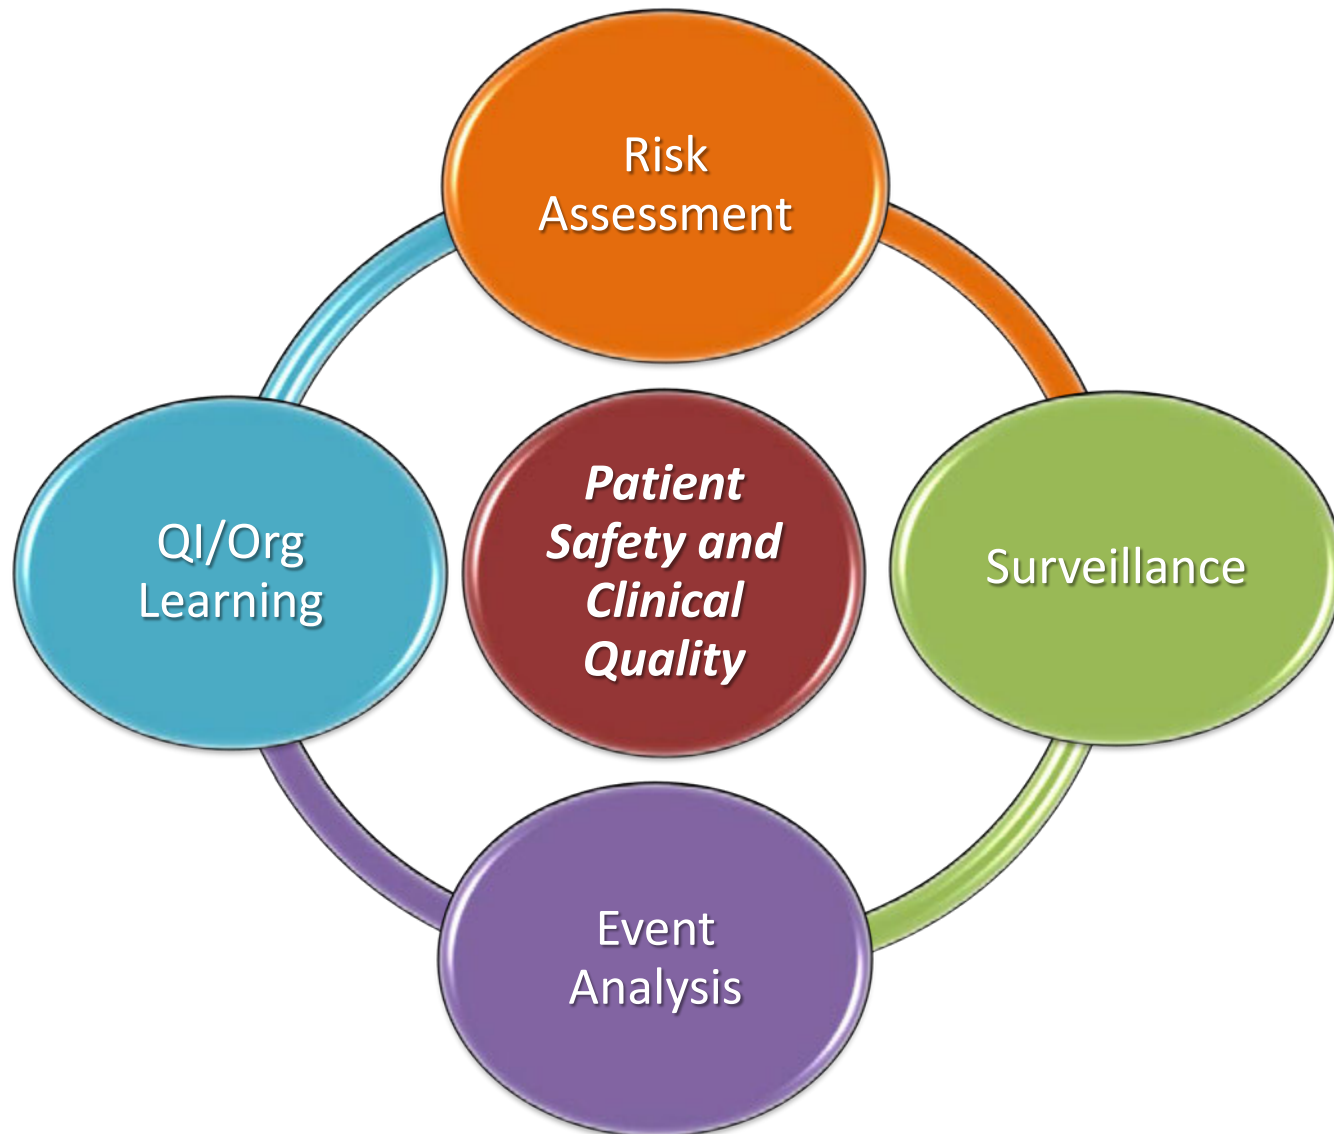 Risk
Assessment
QI/Org
Learning
Patient
Safety and
Clinical
Quality
Surveillance
Event
Analysis